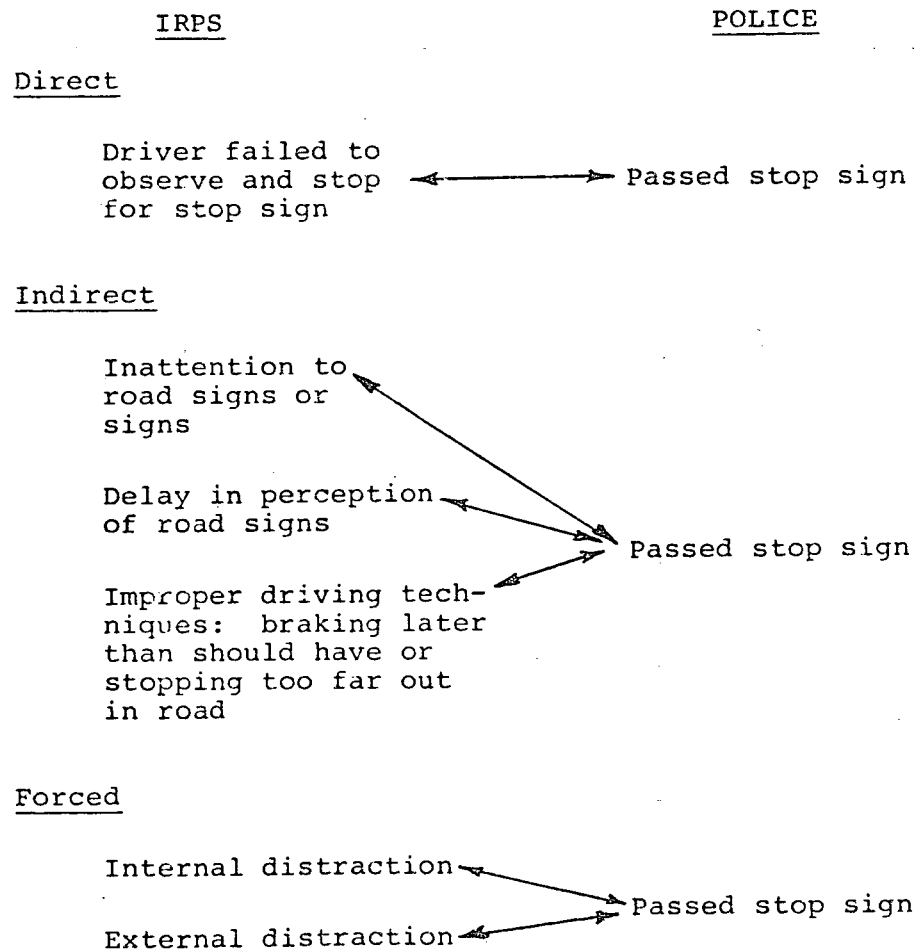 IRPS POLICE
Direct
Driver failed to
observe and stop
for stop sign
Passed stop sign
Indirect
Inattention to
road signs or
signs
Delay in perception
of road signs
Passed stop sign
Improper driving tech-
niques: braking later
than should have or
stopping too far out
in road
Forced
Internal distraction
Passed stop sign
External distraction